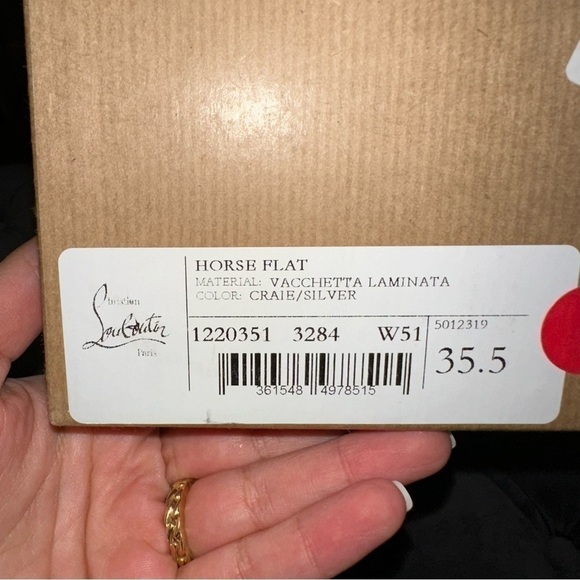 Christian
Louboutin
Paris
HORSE FLAT
MATERIAL: VACCHETTA LAMINATA
COLOR: CRAIE/SILVER
1220351 3284 W51
5012319
35.5
361548 4978515